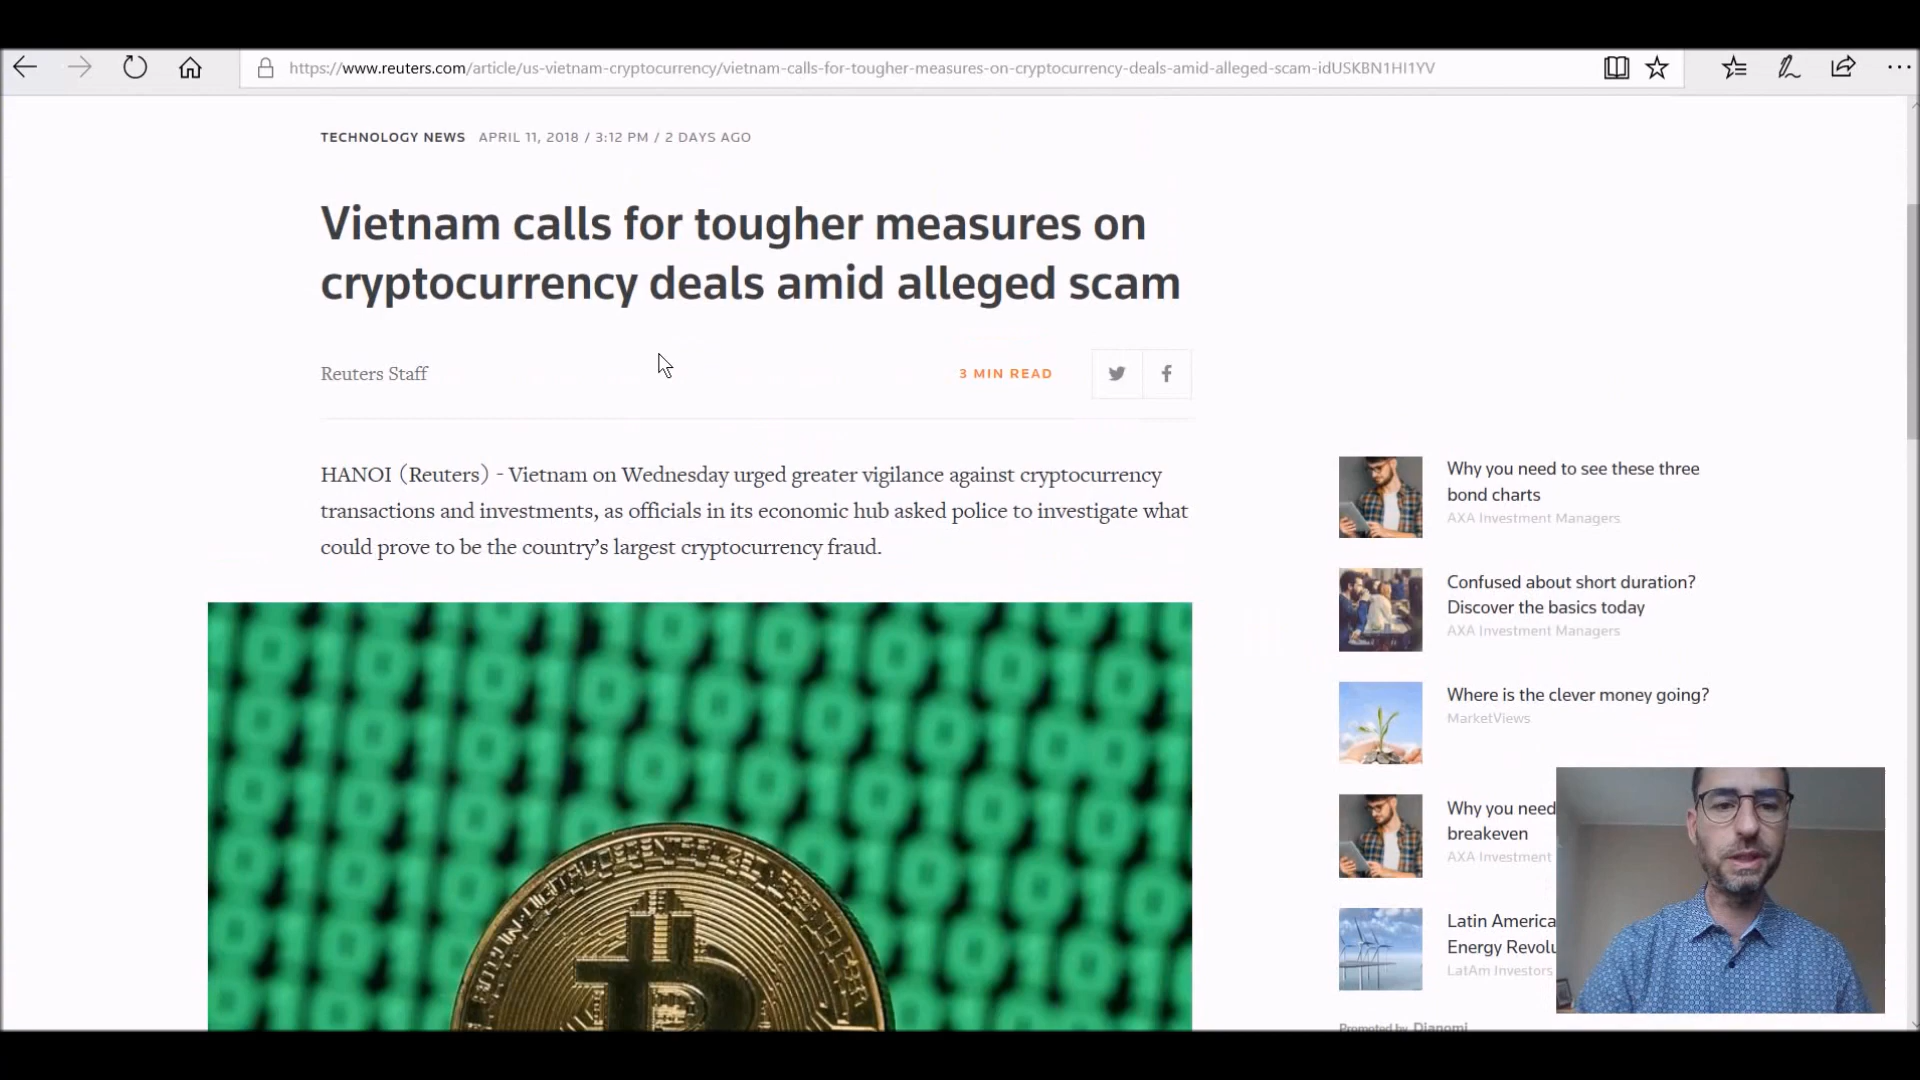 https://www.reuters.com/article/us-vietnam-cryptocurrency/vietnam-calls-for-tougher-measures-on-cryptocurrency-deals-amid-alleged-scam-idUSKBN1HI1YV
TECHNOLOGY NEWS APRIL 11, 2018 / 3:12 PM / 2 DAYS AGO
Vietnam calls for tougher measures on
cryptocurrency deals amid alleged scam
Reuters Staff
3 MIN READ
HANOI (Reuters) - Vietnam on Wednesday urged greater vigilance against cryptocurrency
transactions and investments, as officials in its economic hub asked police to investigate what
could prove to be the country’s largest cryptocurrency fraud.
Why you need to see these three
bond charts
AXA Investment Managers
Confused about short duration?
Discover the basics today
AXA Investment Managers
Where is the clever money going?
MarketViews
Why you need
breakeven
AXA Investment
Latin America
Energy Revolu
LatAm Investors
Promoted by Dianomi